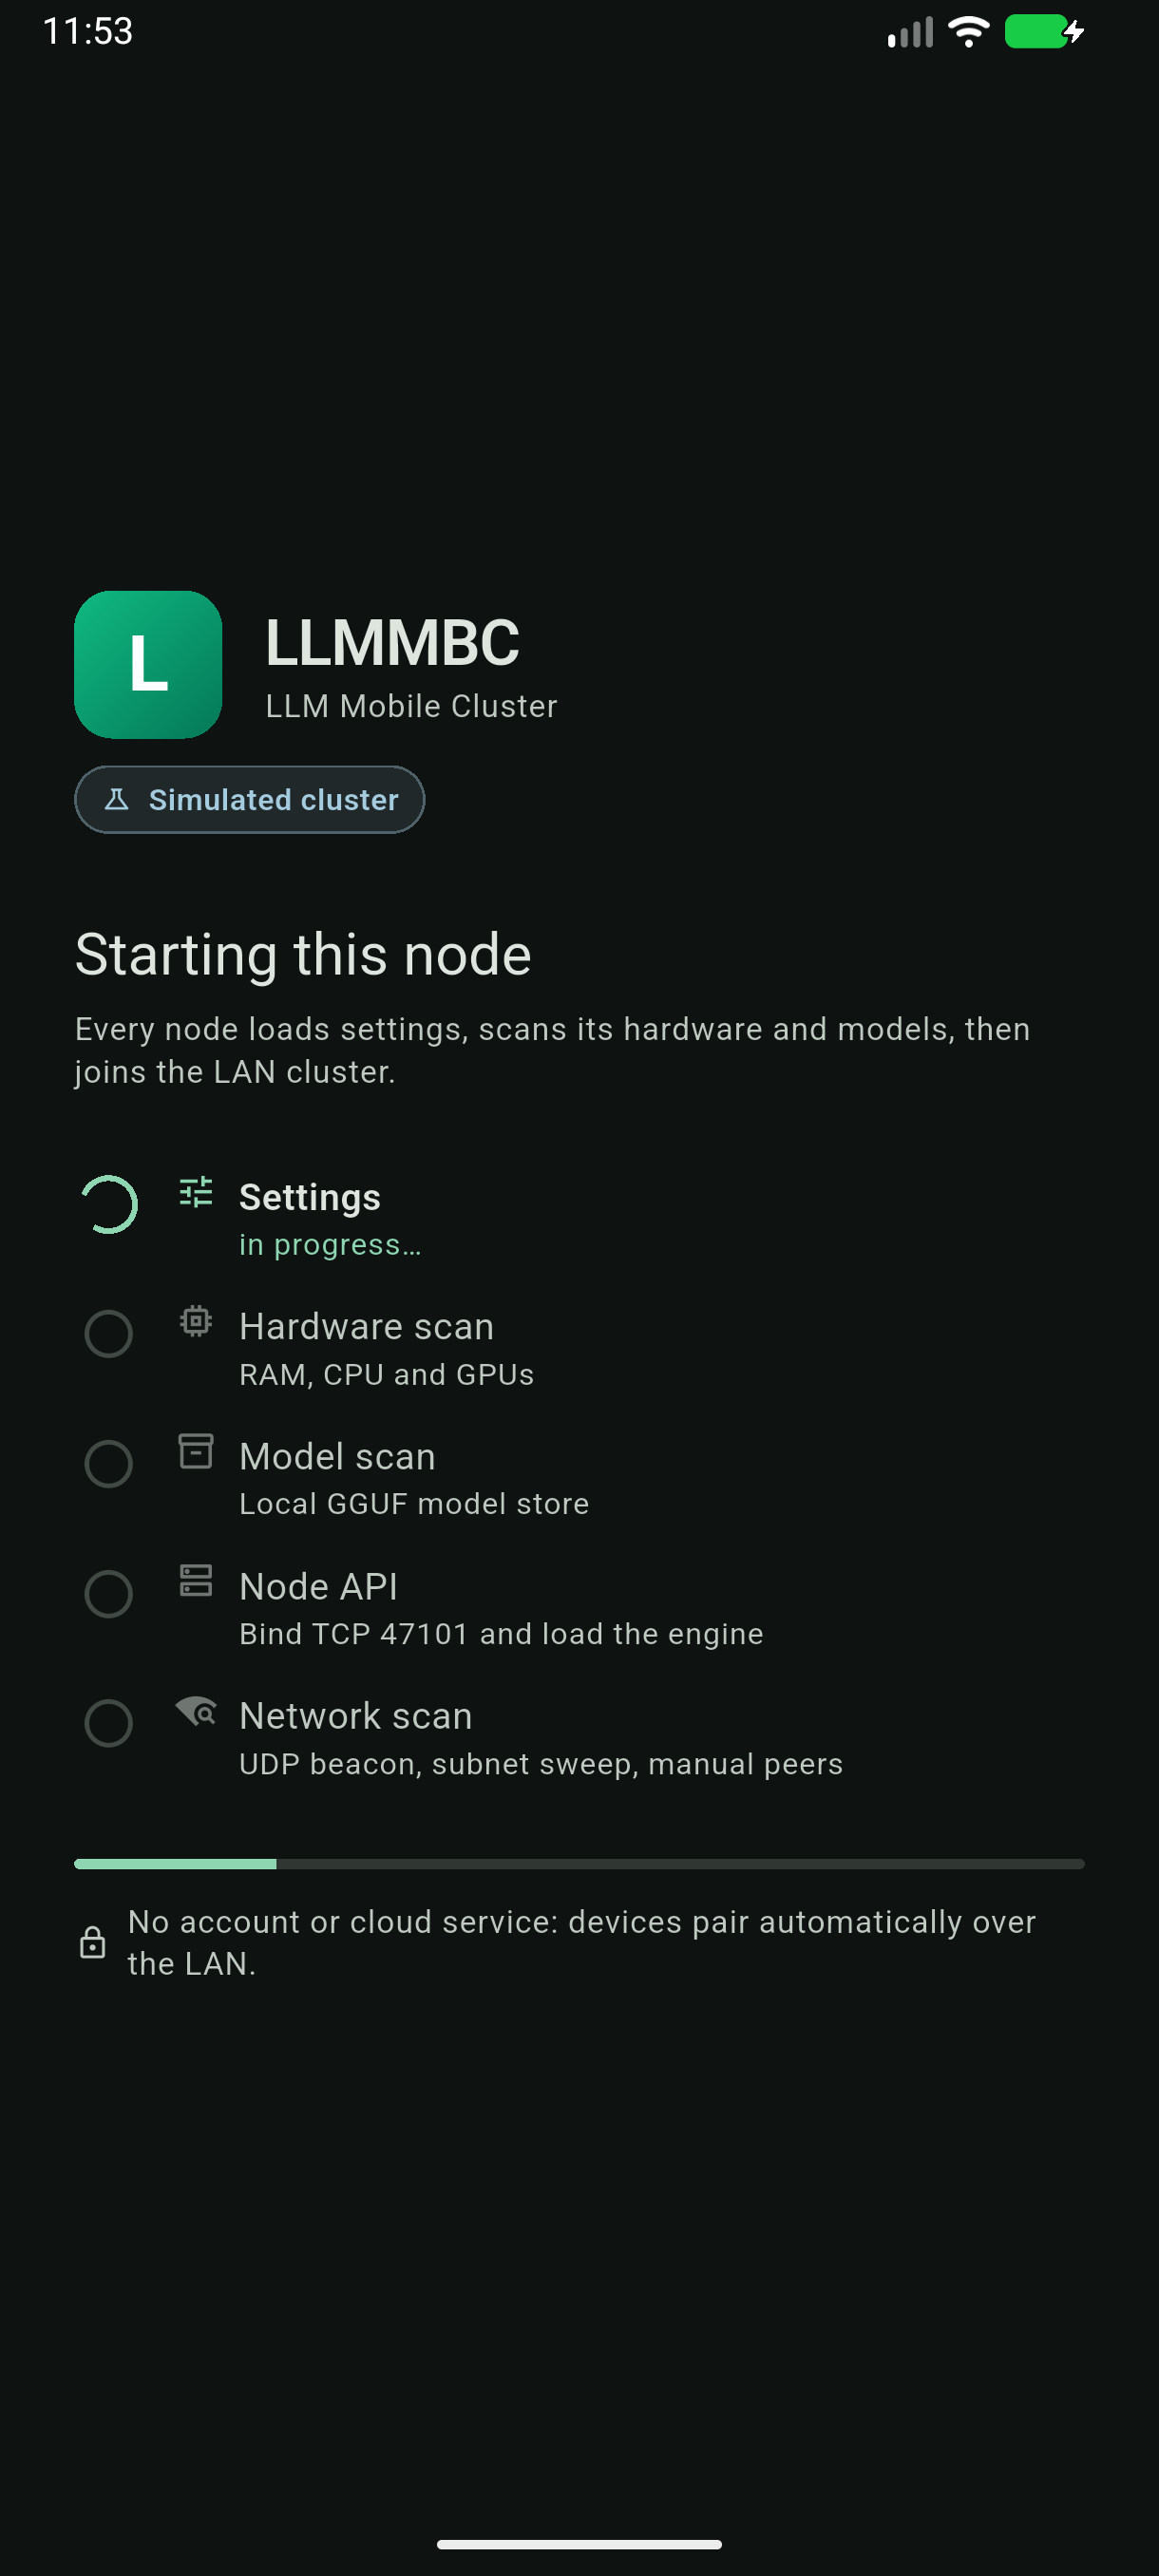 11:53
L
LLMMBC
LLM Mobile Cluster
Simulated cluster
Starting this node
Every node loads settings, scans its hardware and models, then
joins the LAN cluster.
Settings
in progress…
Hardware scan
RAM, CPU and GPUs
Model scan
Local GGUF model store
Node API
Bind TCP 47101 and load the engine
Network scan
UDP beacon, subnet sweep, manual peers
No account or cloud service: devices pair automatically over
the LAN.